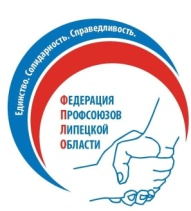 Единство. Солидарность. Справедливость.
ФЕДЕРАЦИЯ
ПРОФСОЮЗОВ
ЛИПЕЦКОЙ
ОБЛАСТИ